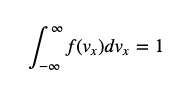 ∫_{-∞}^{∞} f(v_x)dv_x = 1